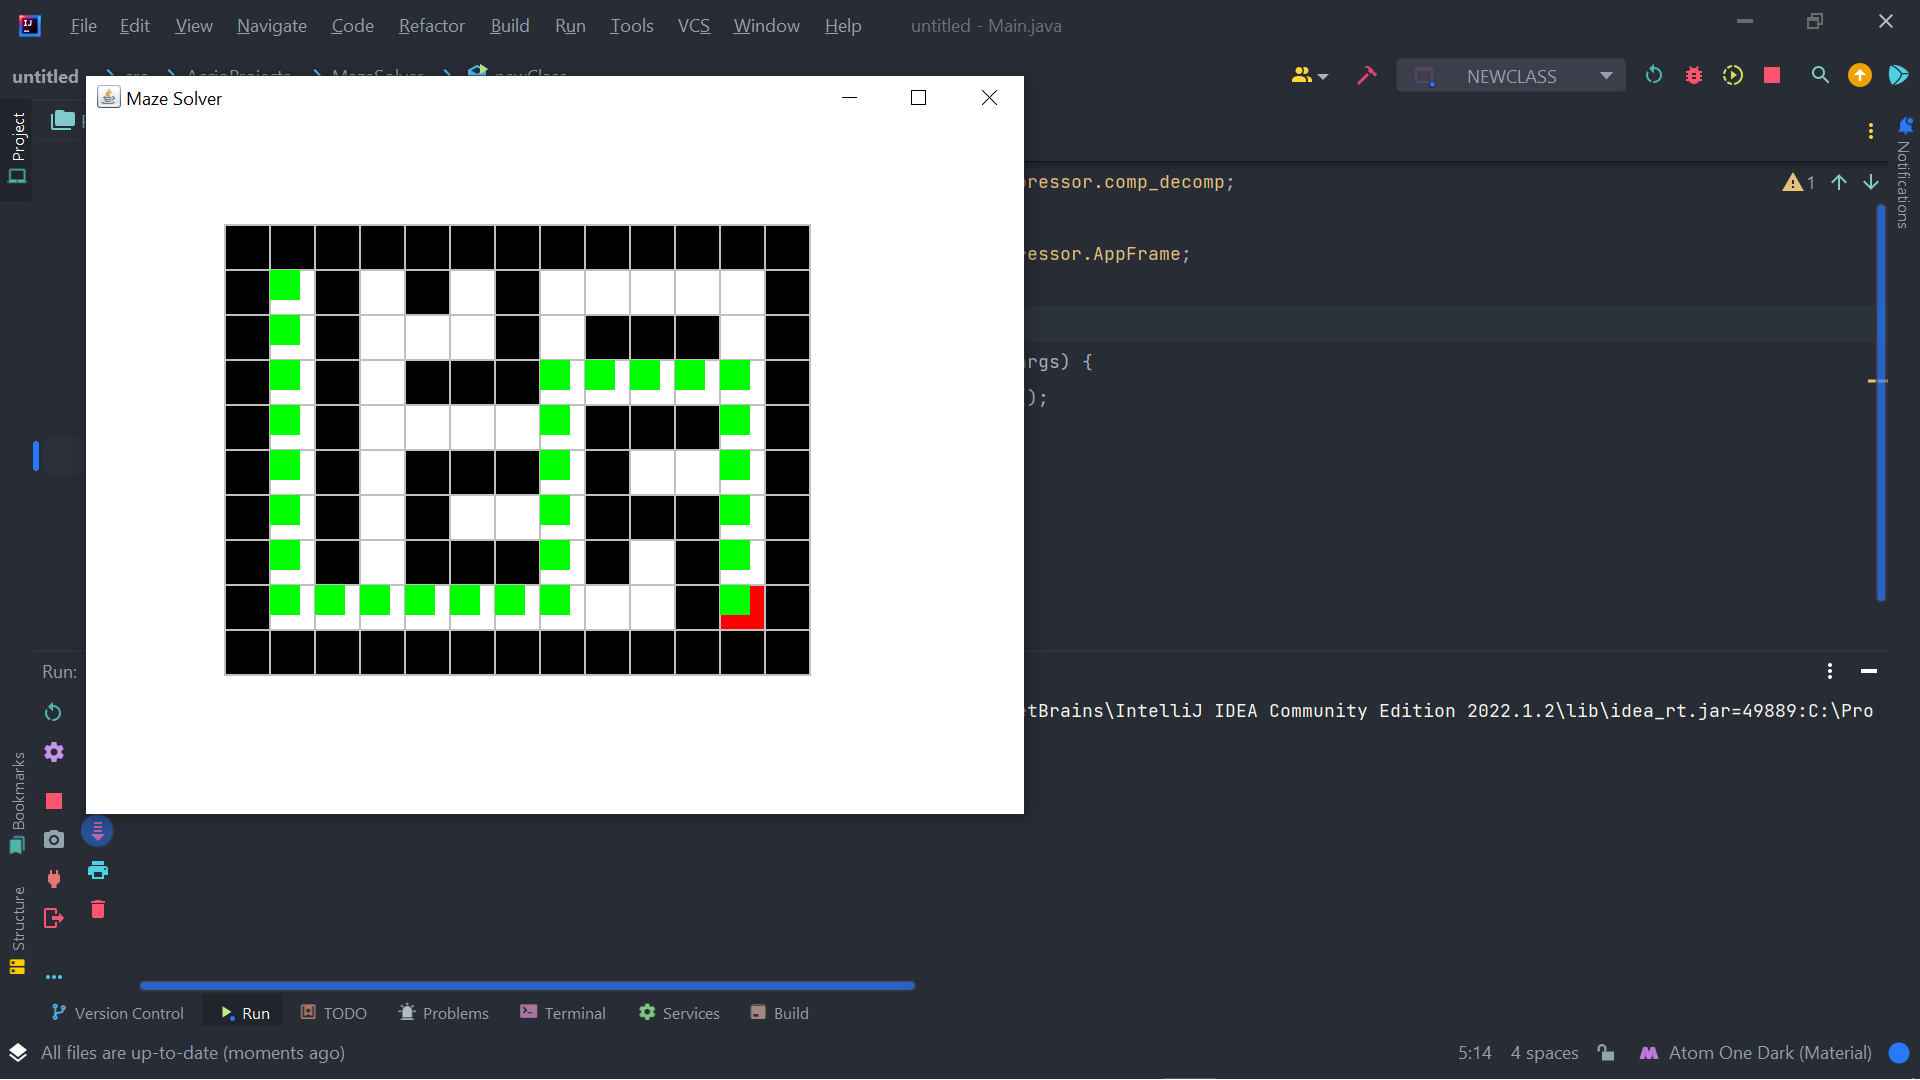 File Edit View Navigate Code Refactor Build Run Tools VCS Window Help untitled - Main.java
untitled
NEWCLASS
Maze Solver
Project
Notifications
ressor.comp_decomp;
1
essor.AppFrame;
rgs) {
);
Run:
etBrains\IntelliJ IDEA Community Edition 2022.1.2\lib\idea_rt.jar=49889:C:\Pro
Bookmarks
Structure
Version Control Run TODO Problems Terminal Services Build
All files are up-to-date (moments ago) 5:14 4 spaces Atom One Dark (Material)